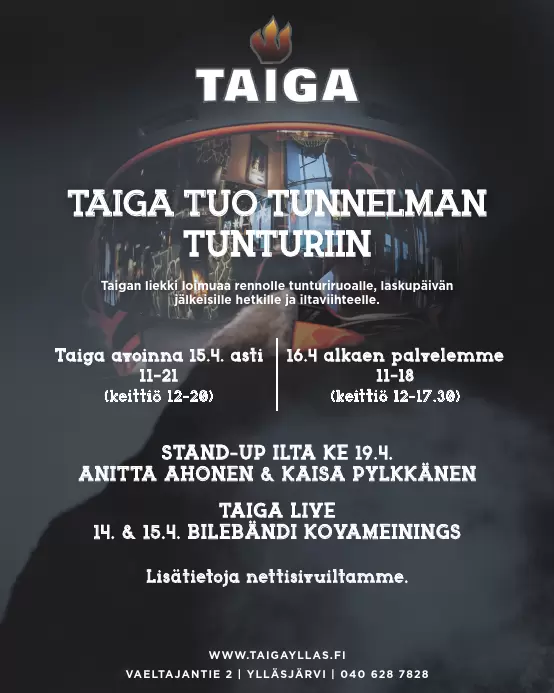 TAIGA
TAIGA TUO TUNNELMAN
TUNTURIIN
Taigan liekki loimuaa rennolle tunturiruoalle, laskupäivän
jälkeisille hetkille ja iltaviihteelle.
Taiga avoinna 15.4. asti
11-21
(keittiö 12-20)
16.4 alkaen palvelemme
11-18
(keittiö 12-17.30)
STAND-UP ILTA KE 19.4.
ANITTA AHONEN & KAISA PYLKKÄNEN
TAIGA LIVE
14. & 15.4. BILEBÄNDI KOVAMEININGS
Lisätietoja nettisivuiltamme.
WWW.TAIGAYLLAS.FI
VAELTAJANTIE 2 | YLLÄSJÄRVI | 040 628 7828